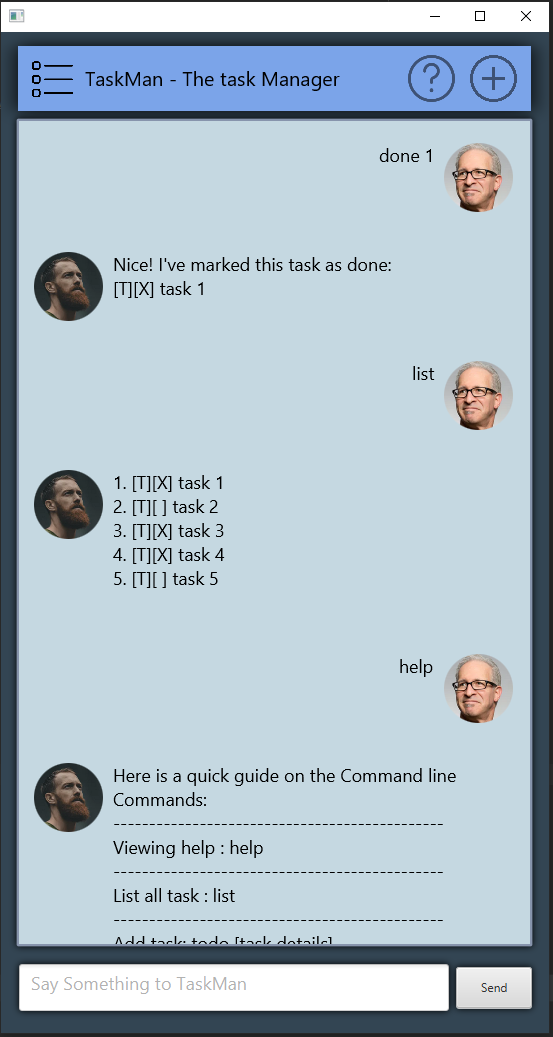 TaskMan - The task Manager
done 1
Nice! I've marked this task as done:
[T][X] task 1
list
1. [T][X] task 1
2. [T][ ] task 2
3. [T][X] task 3
4. [T][X] task 4
5. [T][ ] task 5
help
Here is a quick guide on the Command line
Commands:
----------------------------------------------
Viewing help : help
----------------------------------------------
List all task : list
----------------------------------------------
Add task: todo [task details]
Say Something to TaskMan
Send